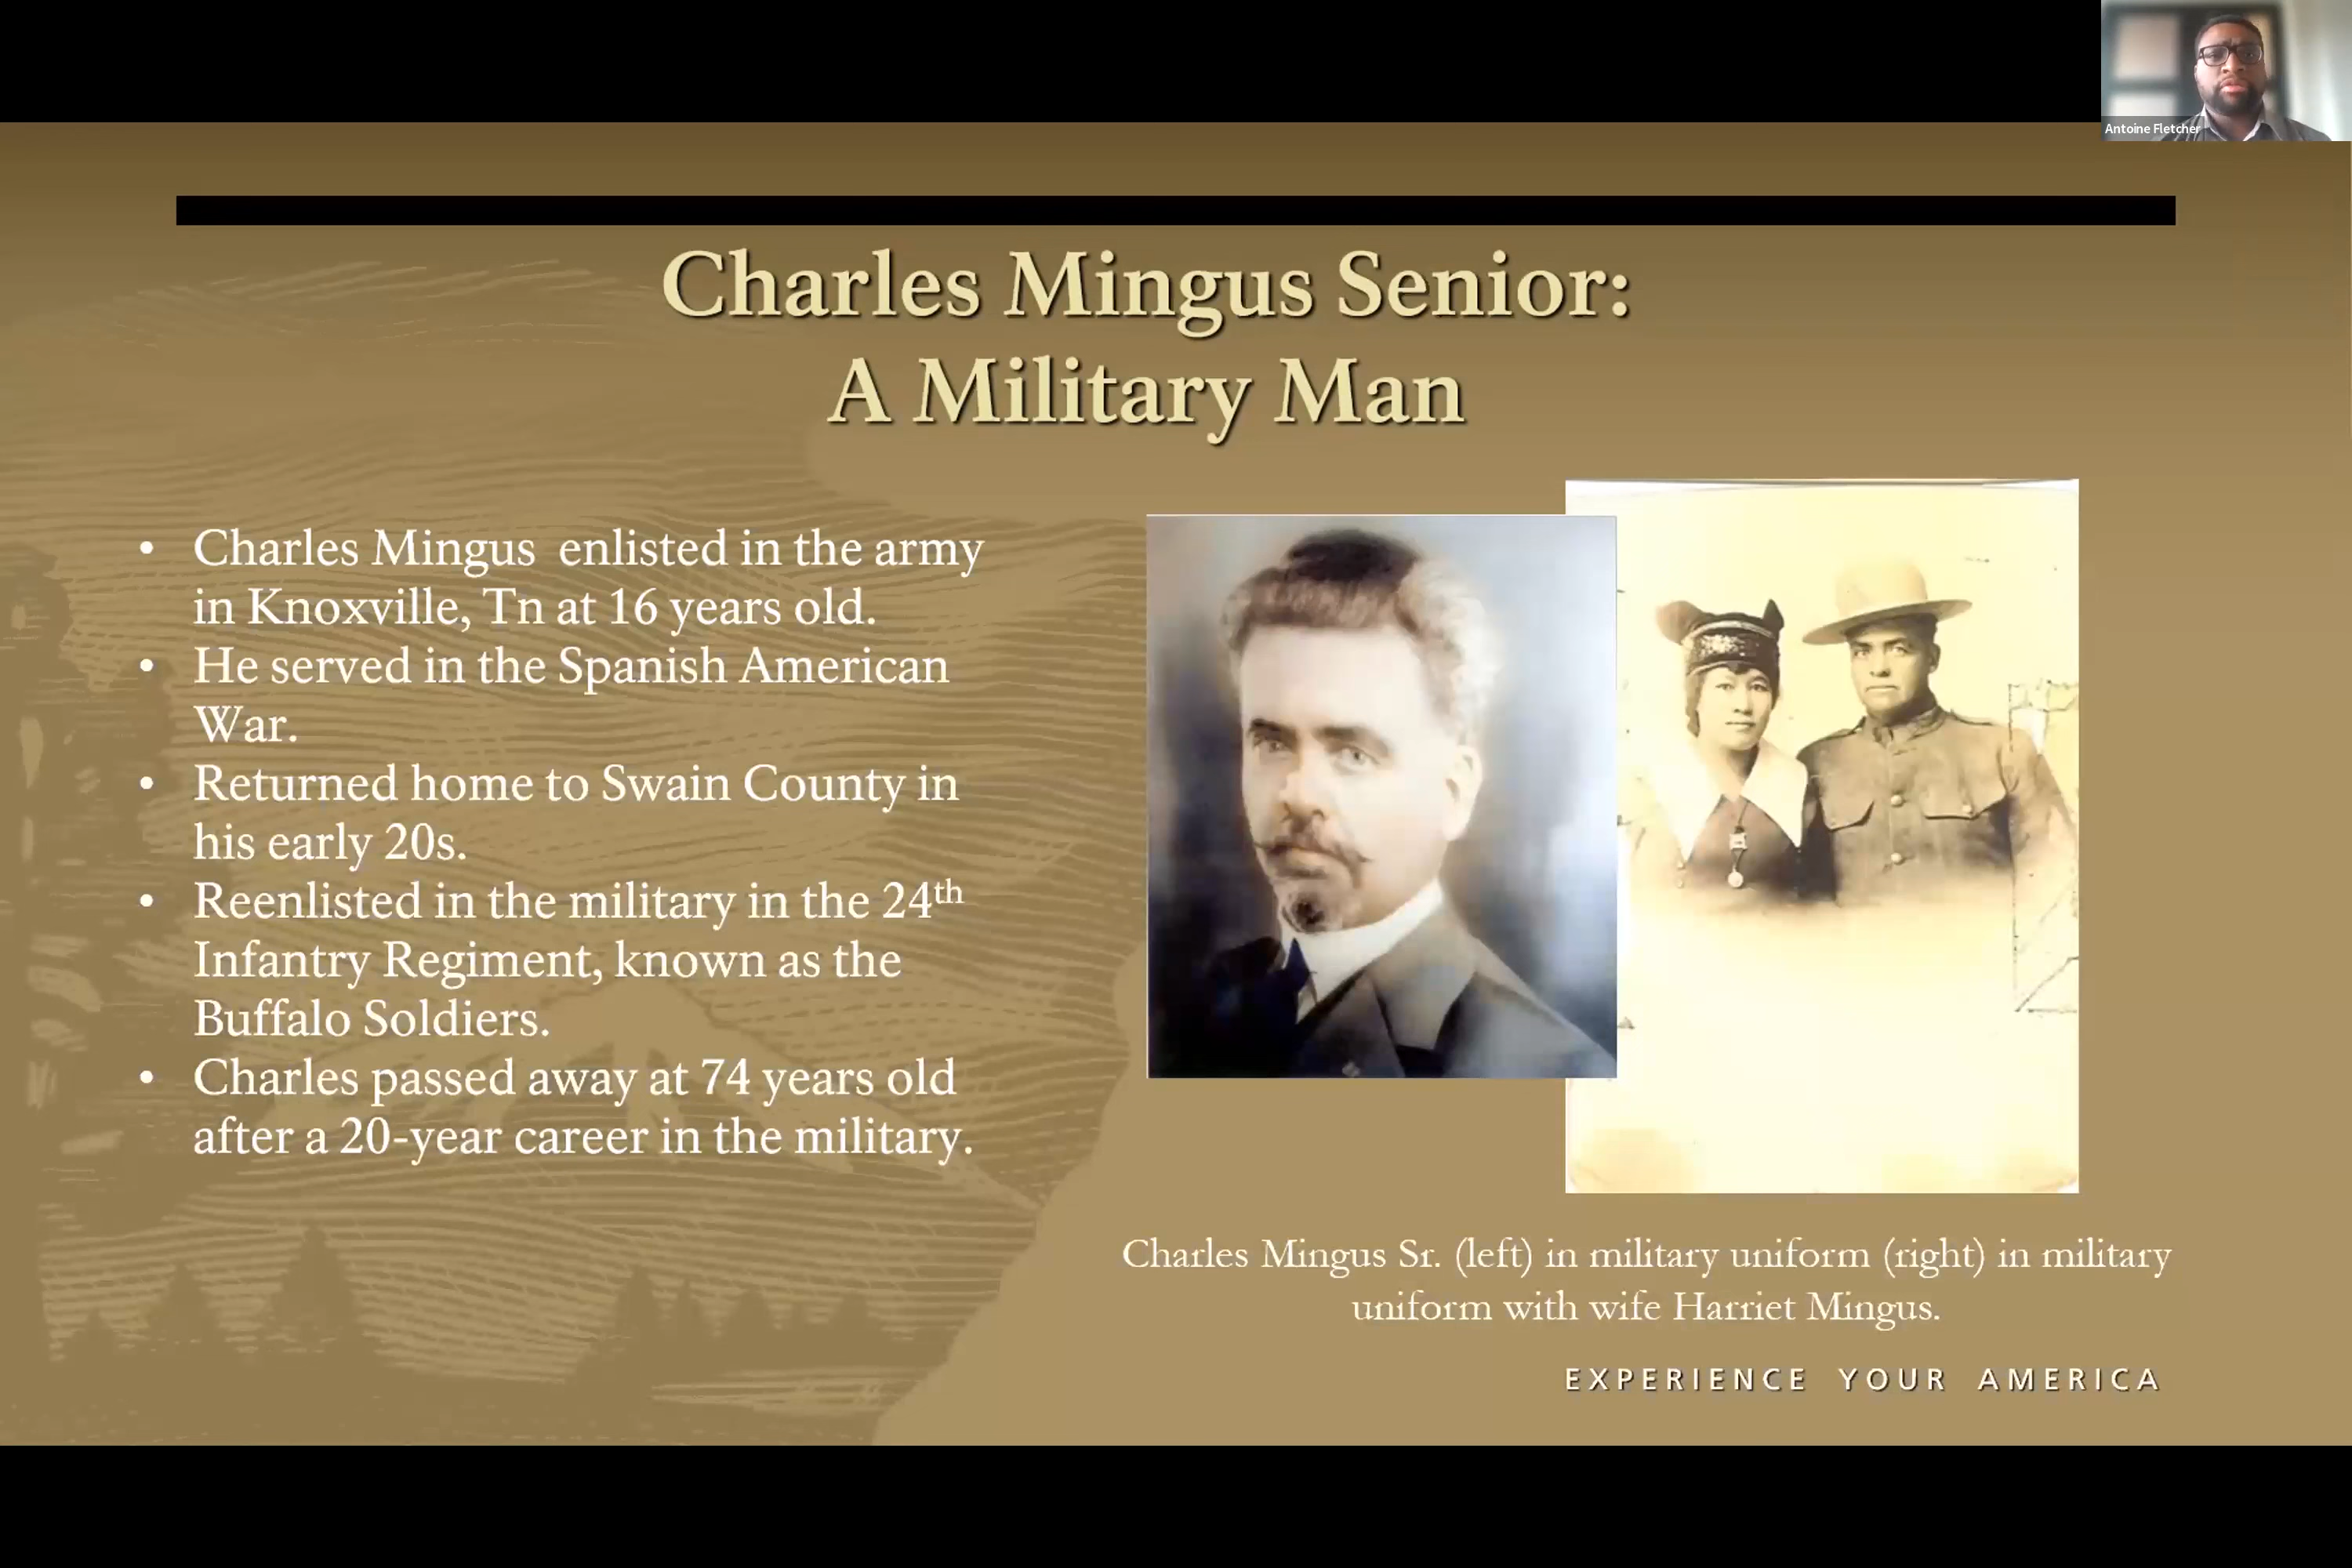 Antoine Fletcher
Charles Mingus Senior:
A Military Man
• Charles Mingus  enlisted in the army
in Knoxville, Tn at 16 years old.
• He served in the Spanish American
War.
• Returned home to Swain County in
his early 20s.
• Reenlisted in the military in the 24th
Infantry Regiment, known as the
Buffalo Soldiers.
• Charles passed away at 74 years old
after a 20-year career in the military.
Charles Mingus Sr. (left) in military uniform (right) in military
uniform with wife Harriet Mingus.
EXPERIENCE YOUR AMERICA